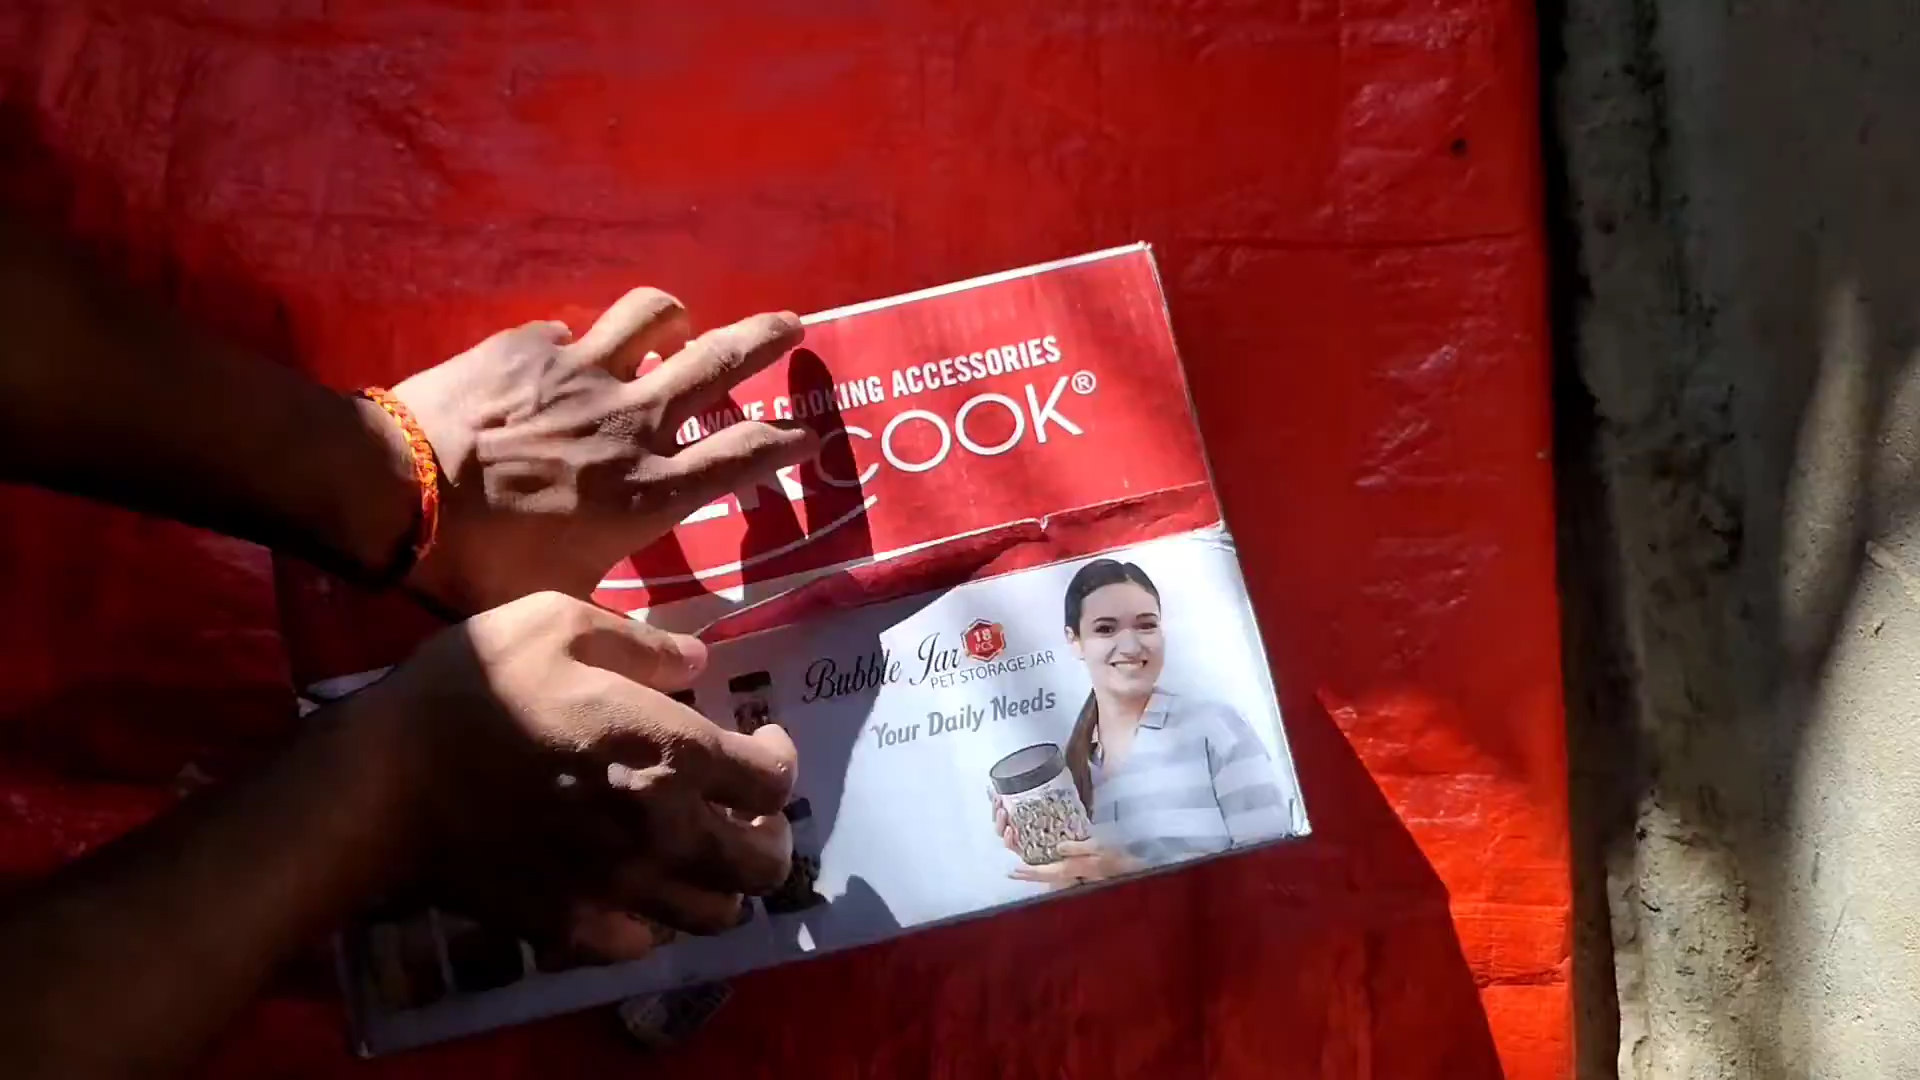 COOKING ACCESSORIES
COOK®
Bubble Jar
18
PCS
PET STORAGE JAR
Your Daily Needs